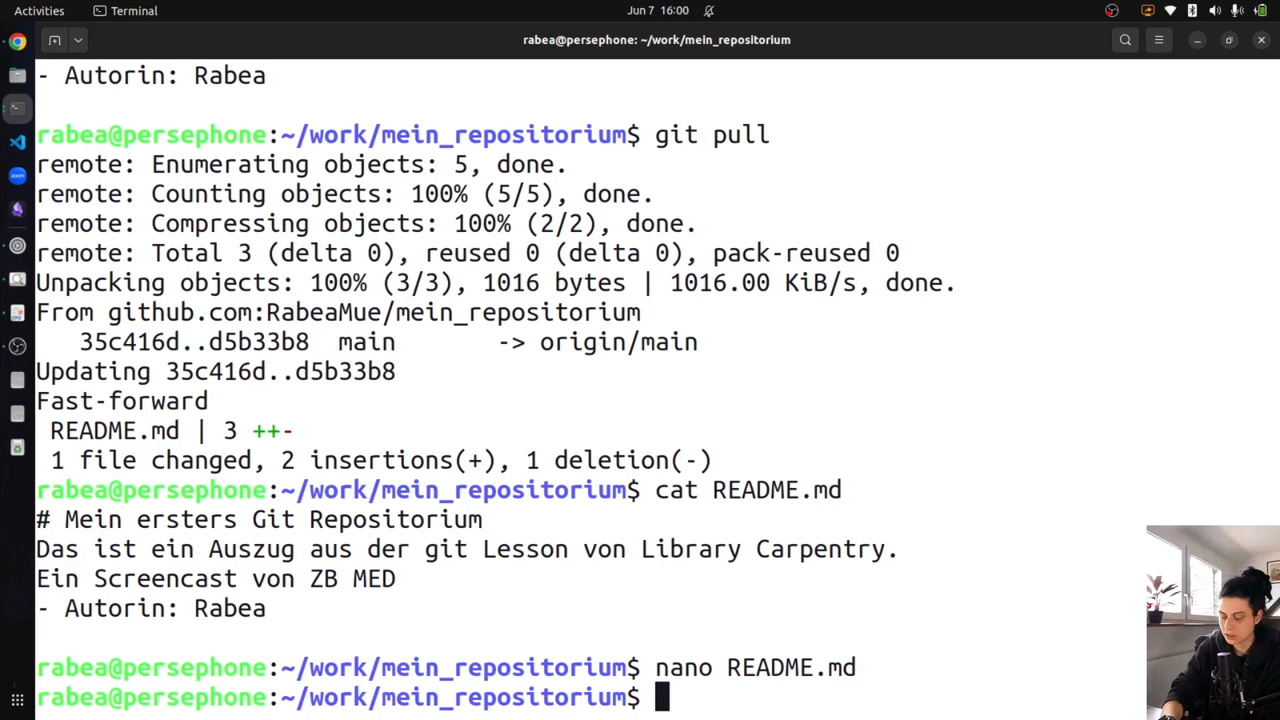 Activities
Terminal
Jun 7 16:00
rabea@persephone: ~/work/mein_repositorium
- Autorin: Rabea
rabea@persephone:~/work/mein_repositorium$ git pull
remote: Enumerating objects: 5, done.
remote: Counting objects: 100% (5/5), done.
remote: Compressing objects: 100% (2/2), done.
remote: Total 3 (delta 0), reused 0 (delta 0), pack-reused 0
Unpacking objects: 100% (3/3), 1016 bytes | 1016.00 KiB/s, done.
From github.com:RabeaMue/mein_repositorium
35c416d..d5b33b8 main -> origin/main
Updating 35c416d..d5b33b8
Fast-forward
README.md | 3 ++-
1 file changed, 2 insertions(+), 1 deletion(-)
rabea@persephone:~/work/mein_repositorium$ cat README.md
# Mein ersters Git Repositorium
Das ist ein Auszug aus der git Lesson von Library Carpentry.
Ein Screencast von ZB MED
- Autorin: Rabea
rabea@persephone:~/work/mein_repositorium$ nano README.md
rabea@persephone:~/work/mein_repositorium$
zoom